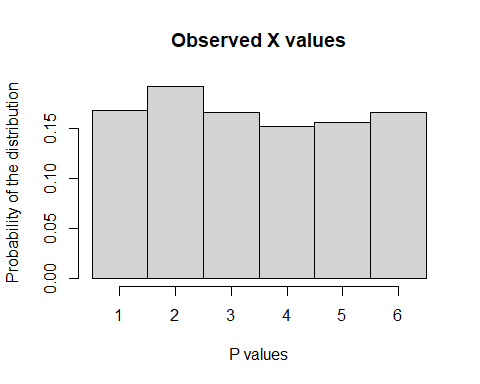 Observed X values
Probability of the distribution
0.15
0.10
0.05
0.00
1 2 3 4 5 6
P values